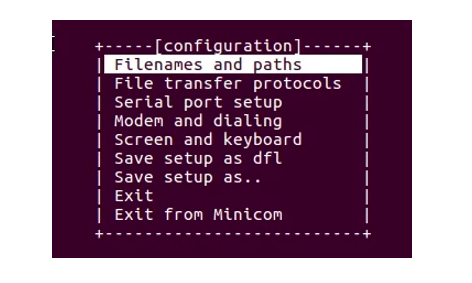 +-----[configuration]------+
| Filenames and paths      |
| File transfer protocols  |
| Serial port setup        |
| Modem and dialing        |
| Screen and keyboard      |
| Save setup as dfl        |
| Save setup as..          |
| Exit                     |
| Exit from Minicom        |
+--------------------------+